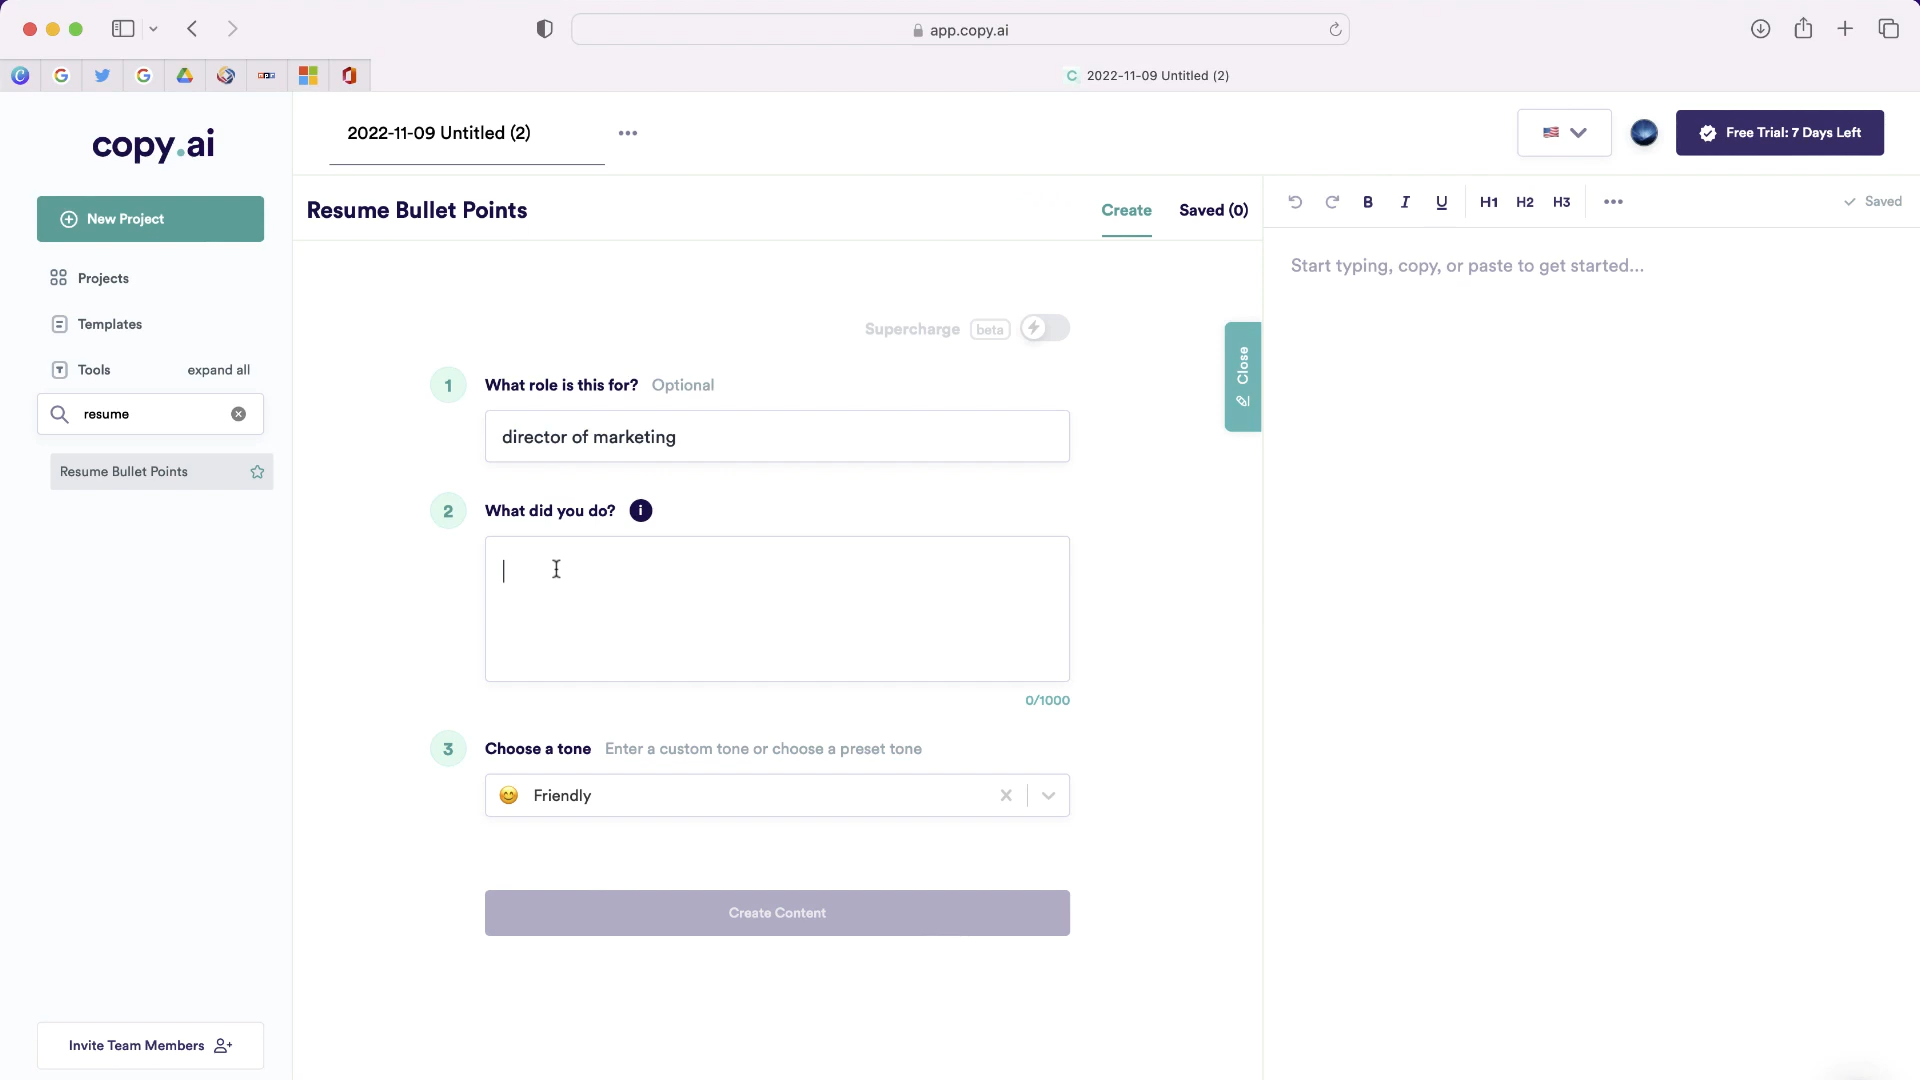 app.copy.ai
2022-11-09 Untitled (2)
copy.ai
2022-11-09 Untitled (2)
Free Trial: 7 Days Left
New Project
Projects
Templates
Tools
expand all
resume
Resume Bullet Points
Invite Team Members
Resume Bullet Points
Create
Saved (0)
Supercharge
beta
1
What role is this for? Optional
director of marketing
2
What did you do?
i
0/1000
3
Choose a tone Enter a custom tone or choose a preset tone
Friendly
Create Content
Close
B I U H1 H2 H3
Saved
Start typing, copy, or paste to get started...